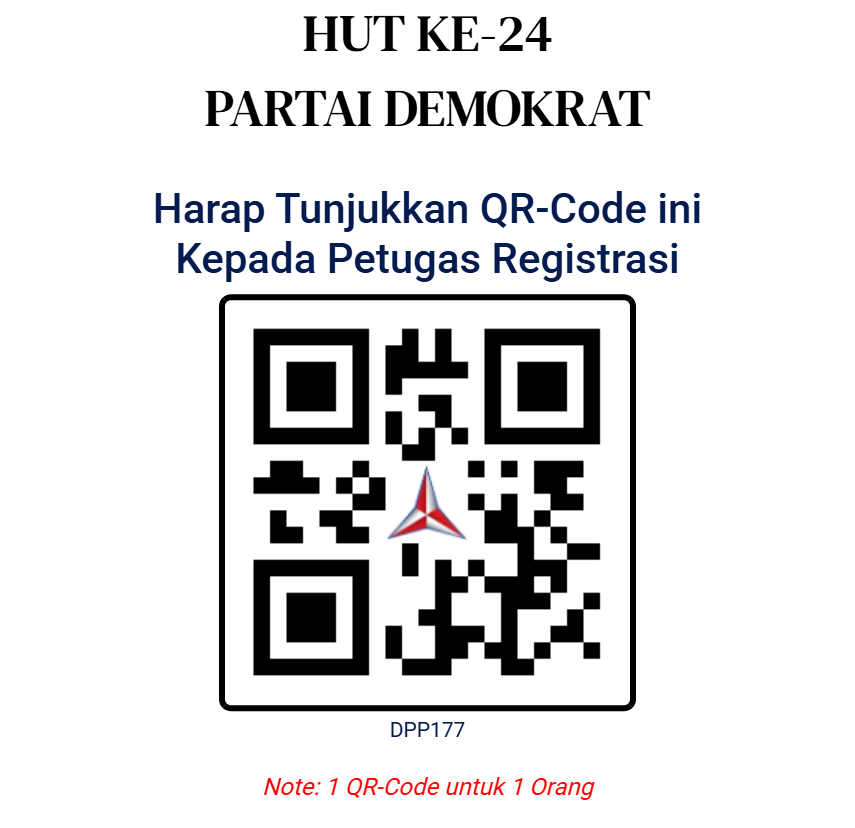 HUT KE-24
PARTAI DEMOKRAT
Harap Tunjukkan QR-Code ini
Kepada Petugas Registrasi
DPP177
Note: 1 QR-Code untuk 1 Orang